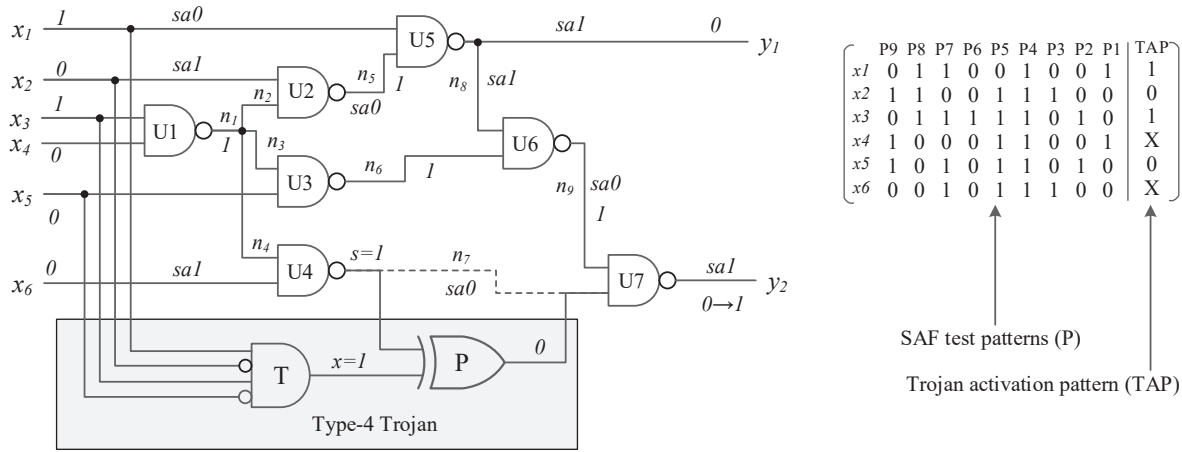 x1 1 sa0 U5 sa1 0 y1
x2 0 sa1 U2 n5 1 n8 sa1
n2 sa0
x3 1 U1 n1 1 n3 U6
x4 0 U3 n6 1 n9 sa0
x5 0 1
n4 s=1 n7
x6 0 sa1 U4 sa0 U7 sa1 y2
0→1
T x=1 P 0
Type-4 Trojan
P9 P8 P7 P6 P5 P4 P3 P2 P1 TAP
x1 0 1 1 0 0 1 0 0 1 1
x2 1 1 0 0 1 1 1 0 0 0
x3 0 1 1 1 1 0 0 1 0 1
x4 1 0 0 0 1 0 0 0 1 X
x5 1 0 1 0 1 0 0 1 0 0
x6 0 0 1 0 1 1 1 0 0 X
SAF test patterns (P)
Trojan activation pattern (TAP)